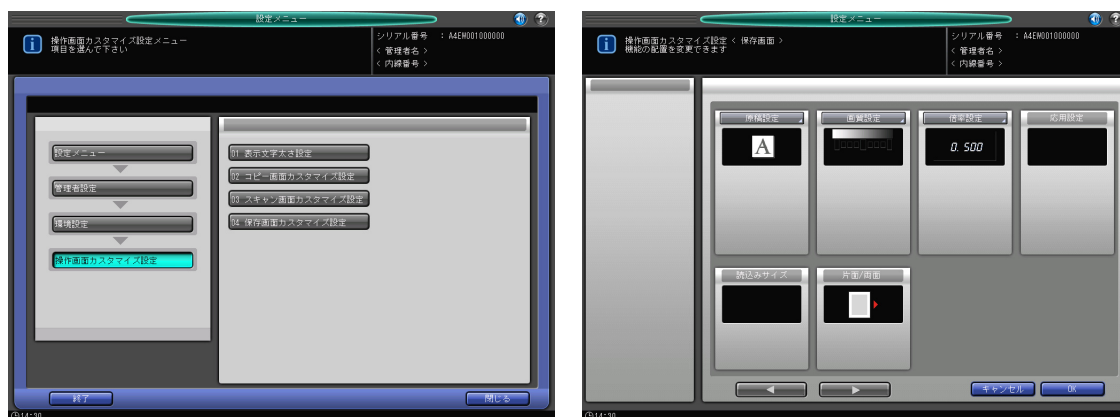 設定メニュー
操作画面カスタマイズ設定メニュー
項目を選んで下さい
シリアル番号 : A4EW001000000
< 管理者名 >
< 内線番号 >
設定メニュー
管理者設定
環境設定
操作画面カスタマイズ設定
01 表示文字太さ設定
02 コピー画面カスタマイズ設定
03 スキャン画面カスタマイズ設定
04 保存画面カスタマイズ設定
終了
閉じる
14:30
設定メニュー
操作画面カスタマイズ設定 < 保存画面 >
機能の配置を変更できます
シリアル番号 : A4EW001000000
< 管理者名 >
< 内線番号 >
原稿設定
画質設定
倍率設定
応用設定
A
0. 500
読込みサイズ
片面/両面
キャンセル
OK
14:30